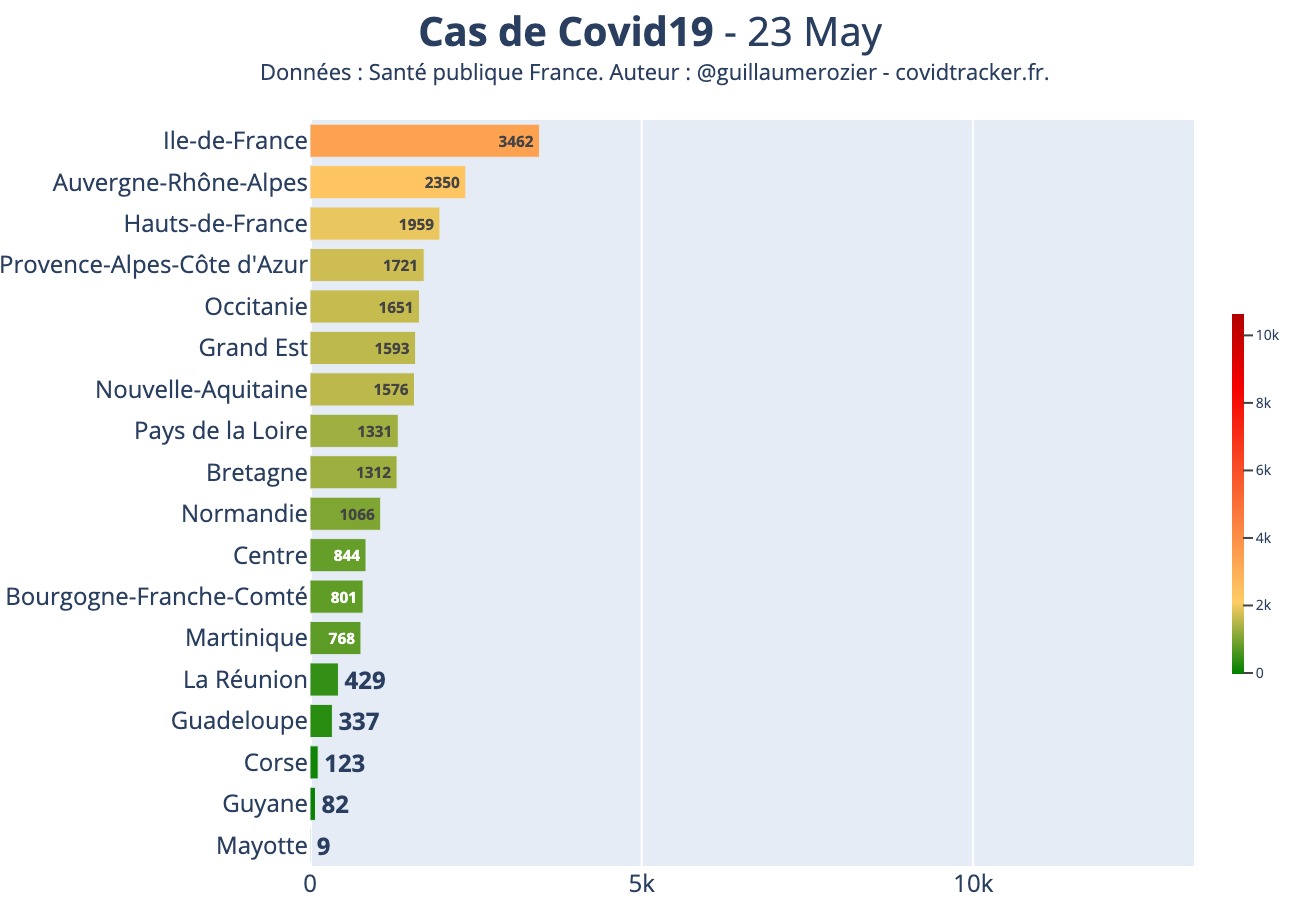 Cas de Covid19 - 23 May
Données : Santé publique France. Auteur : @guillaumerozier - covidtracker.fr.
Ile-de-France 3462
Auvergne-Rhône-Alpes 2350
Hauts-de-France 1959
Provence-Alpes-Côte d'Azur 1721
Occitanie 1651
Grand Est 1593
Nouvelle-Aquitaine 1576
Pays de la Loire 1331
Bretagne 1312
Normandie 1066
Centre 844
Bourgogne-Franche-Comté 801
Martinique 768
La Réunion 429
Guadeloupe 337
Corse 123
Guyane 82
Mayotte 9
0 5k 10k
10k
8k
6k
4k
2k
0